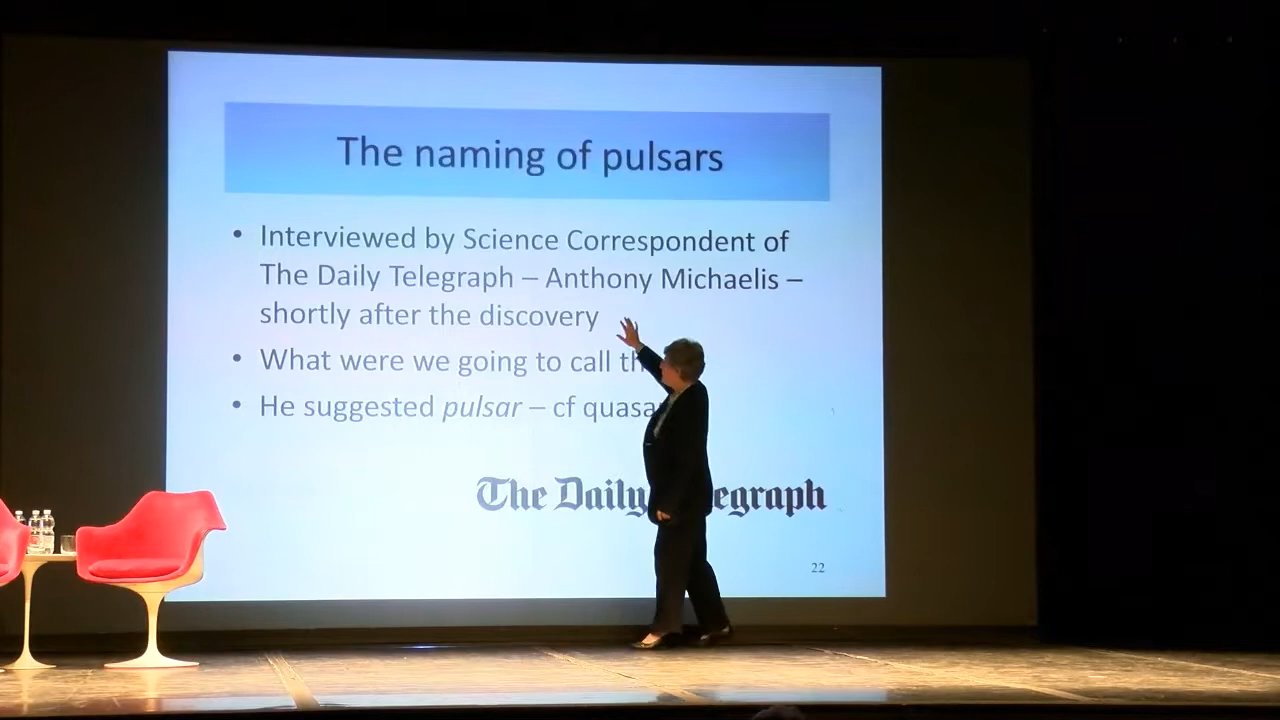 The naming of pulsars
• Interviewed by Science Correspondent of
The Daily Telegraph – Anthony Michaelis –
shortly after the discovery
• What were we going to call
• He suggested pulsar – cf
The Daily
22